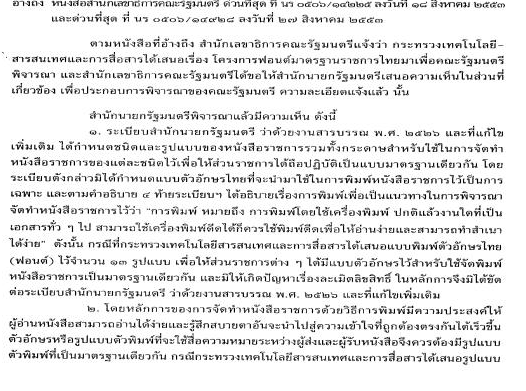 อ้างถึง หนังสือสำนักเลขาธิการคณะรัฐมนตรี ด่วนที่สุด ที่ นร ๐๕๐๖/๑๔๒๔๕ ลงวันที่ ๑๘ สิงหาคม ๒๕๕๓
และด่วนที่สุด ที่ นร ๐๕๐๖/๑๔๙๒๘ ลงวันที่ ๒๗ สิงหาคม ๒๕๕๓
ตามหนังสือที่อ้างถึง สำนักเลขาธิการคณะรัฐมนตรีแจ้งว่า กระทรวงเทคโนโลยี-
สารสนเทศและการสื่อสารได้เสนอเรื่อง โครงการฟอนต์มาตรฐานราชการไทยมาเพื่อคณะรัฐมนตรี
พิจารณา และสำนักเลขาธิการคณะรัฐมนตรีได้ขอให้สำนักนายกรัฐมนตรีเสนอความเห็นในส่วนที่
เกี่ยวข้อง เพื่อประกอบการพิจารณาของคณะรัฐมนตรี ความละเอียดแจ้งแล้ว นั้น
สำนักนายกรัฐมนตรีพิจารณาแล้วมีความเห็น ดังนี้
๑. ระเบียบสำนักนายกรัฐมนตรี ว่าด้วยงานสารบรรณ พ.ศ. ๒๕๒๖ และที่แก้ไข
เพิ่มเติม ได้กำหนดชนิดและรูปแบบของหนังสือราชการรวมทั้งกระดาษสำหรับใช้ในการจัดทำ
หนังสือราชการของแต่ละชนิดไว้เพื่อให้ส่วนราชการได้ถือปฏิบัติเป็นแบบมาตรฐานเดียวกัน โดย
ระเบียบดังกล่าวมิได้กำหนดแบบตัวอักษรไทยที่จะนำมาใช้ในการพิมพ์หนังสือราชการไว้เป็นการ
เฉพาะ และตามคำอธิบาย ๔ ท้ายระเบียบฯ ได้อธิบายเรื่องการพิมพ์เพื่อเป็นแนวทางในการพิจารณา
จัดทำหนังสือราชการไว้ว่า "การพิมพ์ หมายถึง การพิมพ์โดยใช้เครื่องพิมพ์ ปกติแล้วงานใดที่เป็น
เอกสารทั่ว ๆ ไป สามารถใช้เครื่องพิมพ์ดีดได้ก็ควรใช้พิมพ์ดีดเพื่อให้อ่านง่ายและสามารถทำสำเนา
ได้ง่าย" ดังนั้น กรณีที่กระทรวงเทคโนโลยีสารสนเทศและการสื่อสารได้เสนอแบบพิมพ์ตัวอักษรไทย
(ฟอนต์) ไว้จำนวน ๑๓ รูปแบบ เพื่อให้ส่วนราชการต่าง ๆ ได้มีแบบตัวอักษรไว้สำหรับใช้จัดพิมพ์
หนังสือราชการเป็นมาตรฐานเดียวกัน และมิให้เกิดปัญหาเรื่องละเมิดลิขสิทธิ์ ในหลักการจึงมิได้ขัด
ต่อระเบียบสำนักนายกรัฐมนตรี ว่าด้วยงานสารบรรณ พ.ศ. ๒๕๒๖ และที่แก้ไขเพิ่มเติม
๒. โดยหลักการของการจัดทำหนังสือราชการด้วยวิธีการพิมพ์มีความประสงค์ให้
ผู้อ่านหนังสือสามารถอ่านได้ง่ายและรู้สึกสบายตาอันจะนำไปสู่ความเข้าใจที่ถูกต้องตรงกันได้เร็วขึ้น
ตัวอักษรหรือรูปแบบตัวพิมพ์ที่จะใช้สื่อความหมายระหว่างผู้ส่งและผู้รับหนังสือจึงควรต้องมีรูปแบบ
ตัวพิมพ์ที่เป็นมาตรฐานเดียวกัน กรณีกระทรวงเทคโนโลยีสารสนเทศและการสื่อสารได้เสนอรูปแบบ